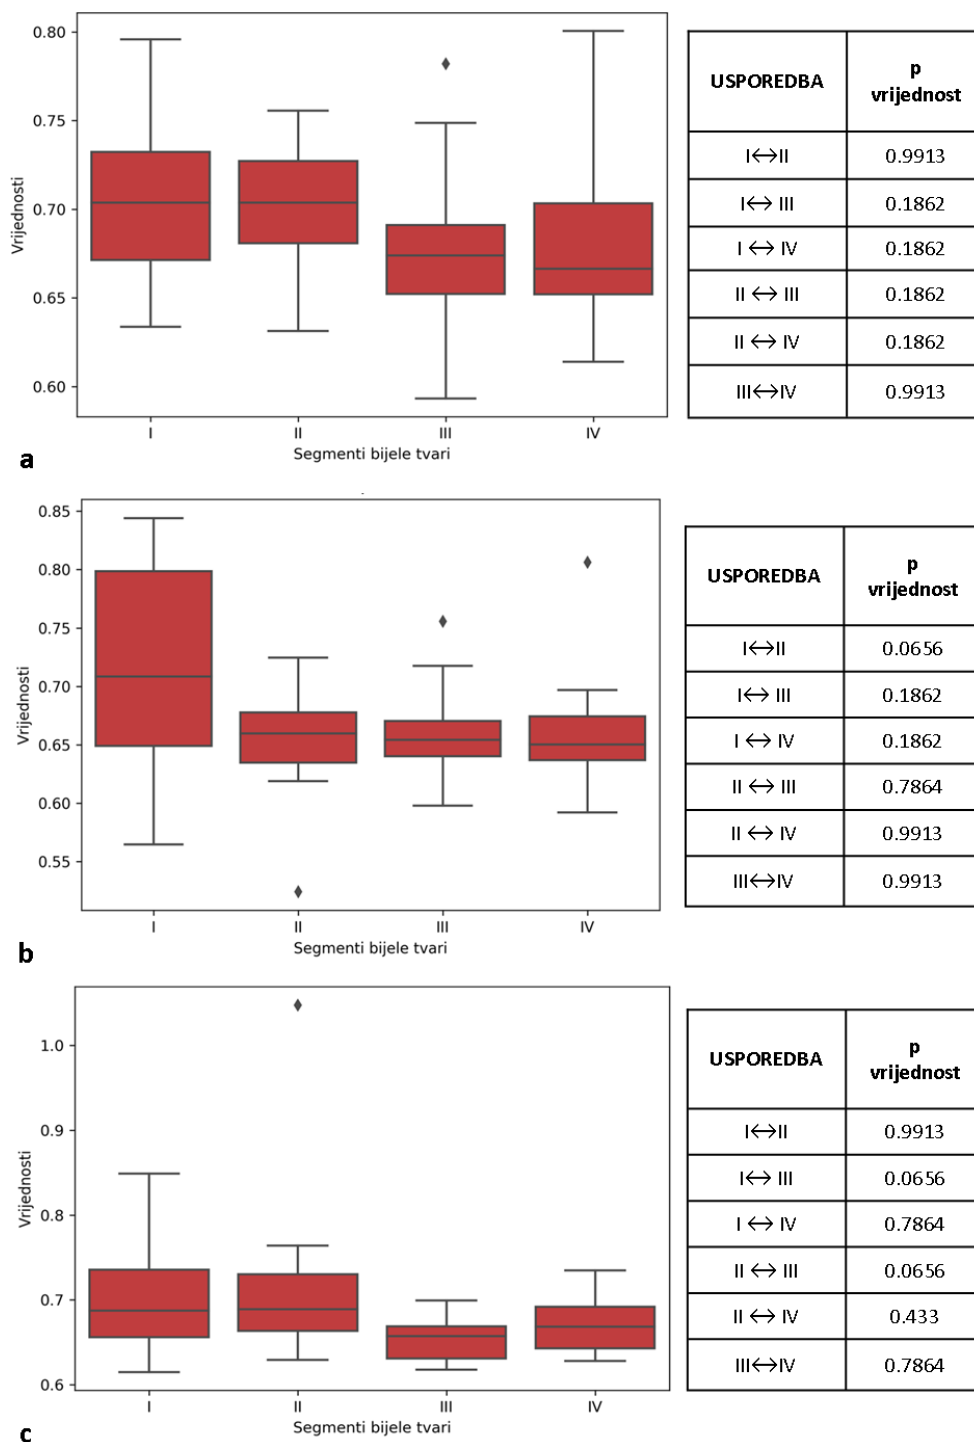 0.80
0.75
0.70
0.65
0.60
Vrijednosti
I II III IV
Segmenti bijele tvari
a
USPOREDBA p vrijednost
I↔II 0.9913
I↔ III 0.1862
I ↔ IV 0.1862
II ↔ III 0.1862
II ↔ IV 0.1862
III↔IV 0.9913
0.85
0.80
0.75
0.70
0.65
0.60
0.55
Vrijednosti
I II III IV
Segmenti bijele tvari
b
USPOREDBA p vrijednost
I↔II 0.0656
I↔ III 0.1862
I ↔ IV 0.1862
II ↔ III 0.7864
II ↔ IV 0.9913
III↔IV 0.9913
1.0
0.9
0.8
0.7
0.6
Vrijednosti
I II III IV
Segmenti bijele tvari
c
USPOREDBA p vrijednost
I↔II 0.9913
I↔ III 0.0656
I ↔ IV 0.7864
II ↔ III 0.0656
II ↔ IV 0.433
III↔IV 0.7864